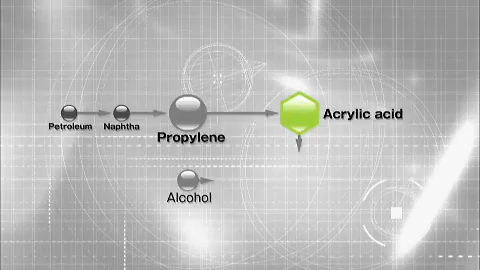 Acrylic acid
Petroleum
Naphtha
Propylene
Alcohol